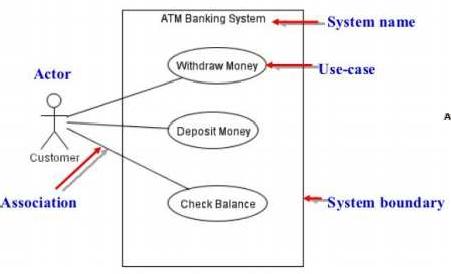 ATM Banking System
System name
Withdraw Money
Use-case
Actor
Deposit Money
A
Customer
Association
Check Balance
System boundary